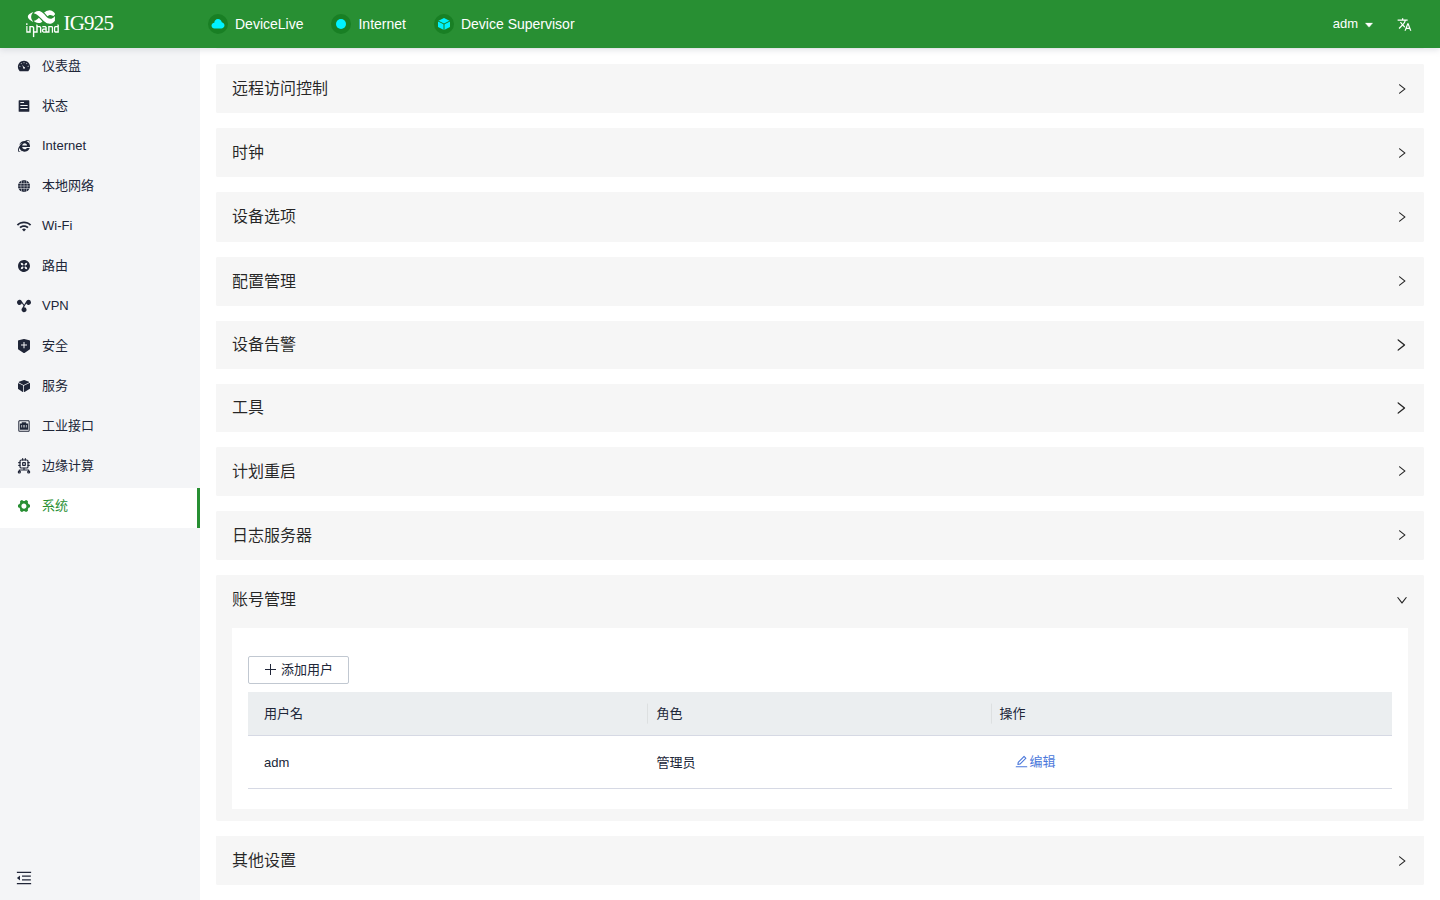 inhand IG925
DeviceLive
Internet
Device Supervisor
adm
仪表盘
状态
Internet
本地网络
Wi-Fi
路由
VPN
安全
服务
工业接口
边缘计算
系统
远程访问控制
时钟
设备选项
配置管理
设备告警
工具
计划重启
日志服务器
账号管理
添加用户
用户名 角色 操作
adm 管理员 编辑
其他设置